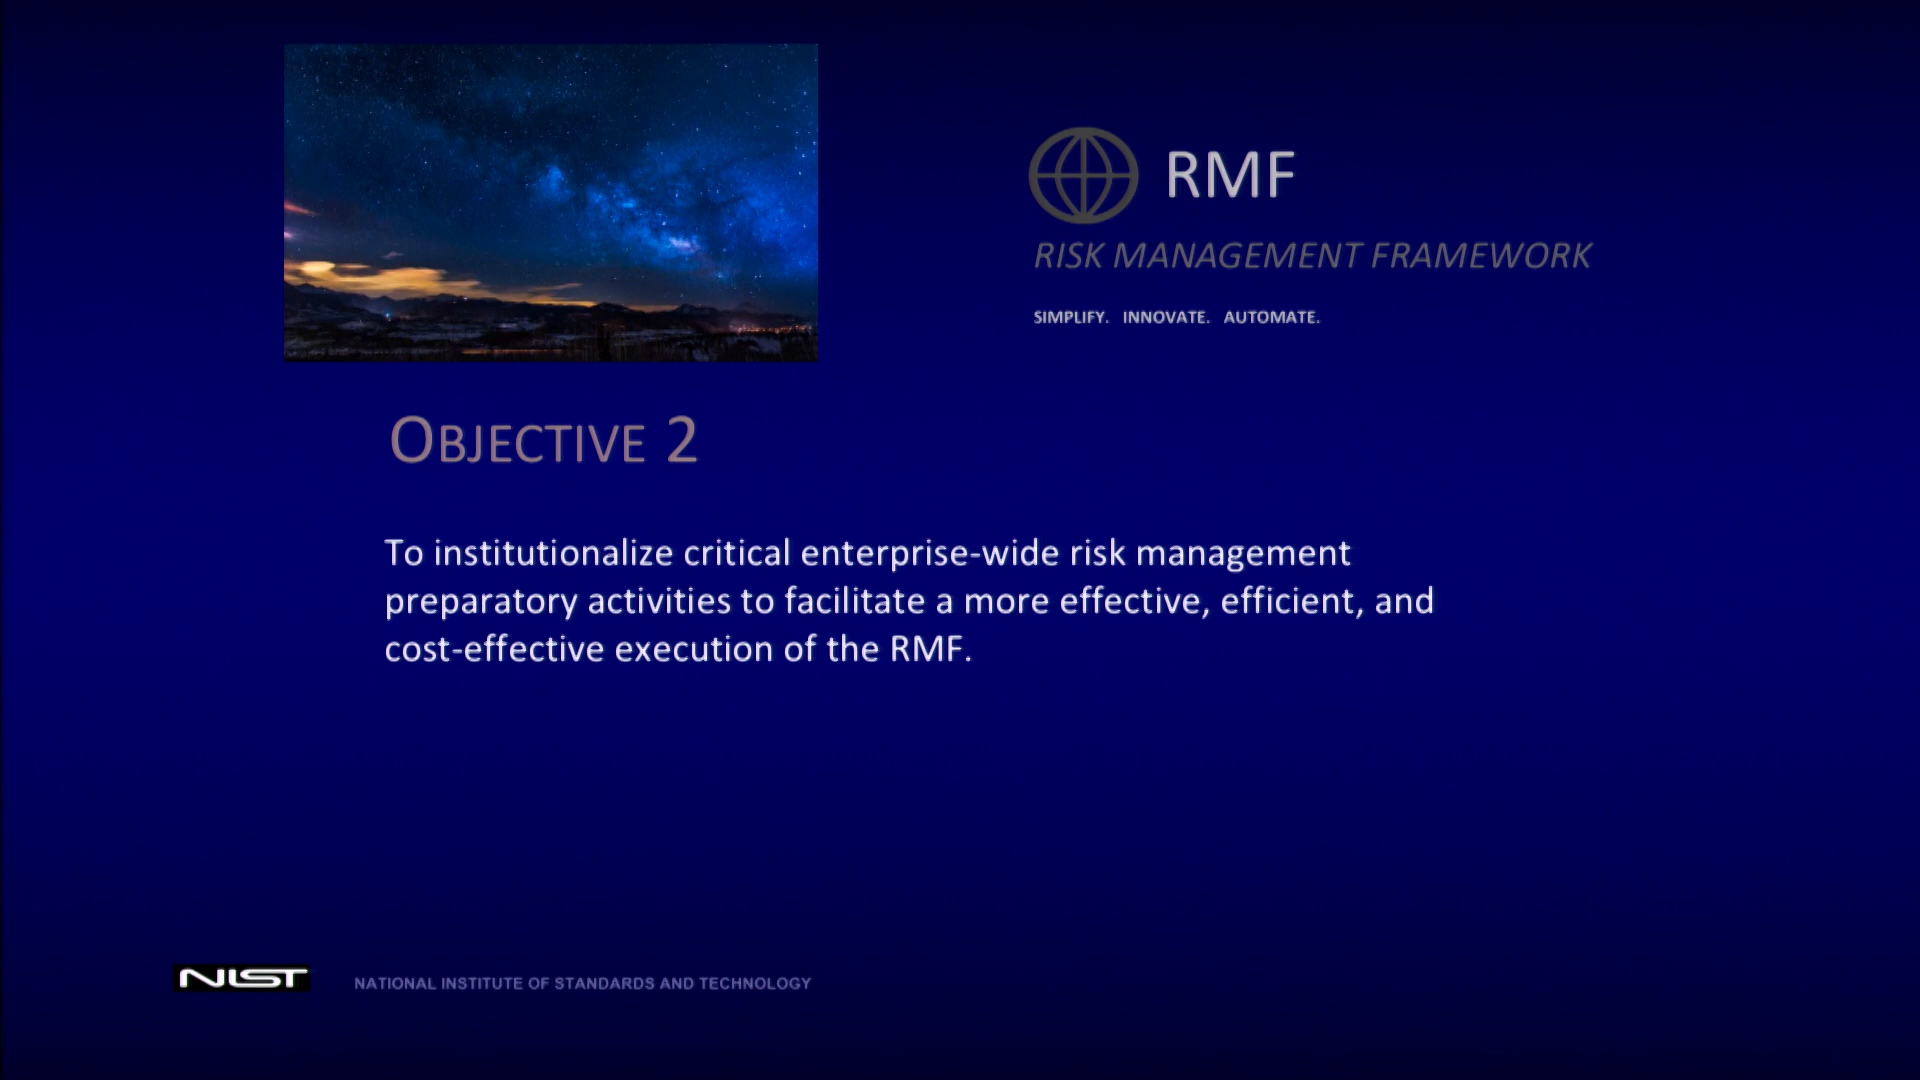 RMF
RISK MANAGEMENT FRAMEWORK
SIMPLIFY. INNOVATE. AUTOMATE.
OBJECTIVE 2
To institutionalize critical enterprise-wide risk management
preparatory activities to facilitate a more effective, efficient, and
cost-effective execution of the RMF.
NIST
NATIONAL INSTITUTE OF STANDARDS AND TECHNOLOGY